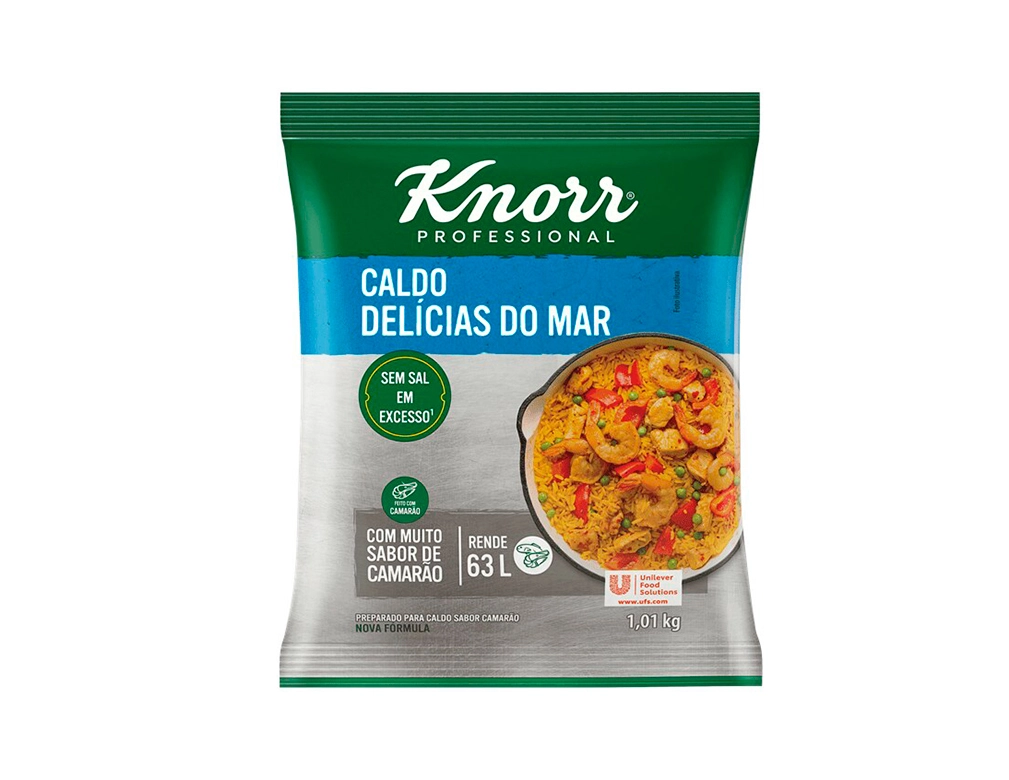 Knorr®
PROFESSIONAL
CALDO
DELÍCIAS DO MAR
SEM SAL
EM
EXCESSO¹
FEITO COM
CAMARÃO
COM MUITO
SABOR DE
CAMARÃO
RENDE
63 L
Unilever
Food
Solutions
www.ufs.com
PREPARADO PARA CALDO SABOR CAMARÃO
NOVA FÓRMULA
1,01 kg